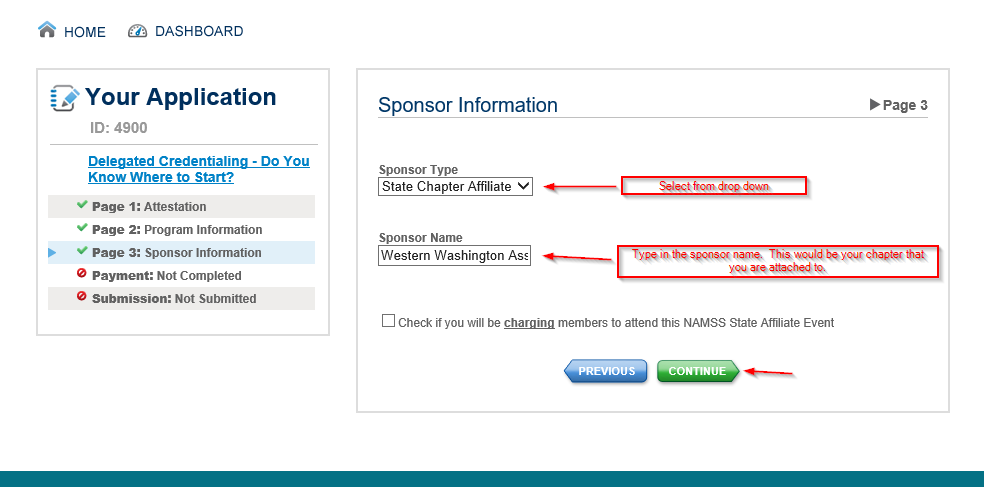 HOME DASHBOARD
Your Application
ID: 4900
Delegated Credentialing - Do You
Know Where to Start?
Page 1: Attestation
Page 2: Program Information
Page 3: Sponsor Information
Payment: Not Completed
Submission: Not Submitted
Sponsor Information
Page 3
Sponsor Type
State Chapter Affiliate
Select from drop down
Sponsor Name
Western Washington Ass
Type in the sponsor name. This would be your chapter that
you are attached to.
Check if you will be charging members to attend this NAMSS State Affiliate Event
PREVIOUS CONTINUE